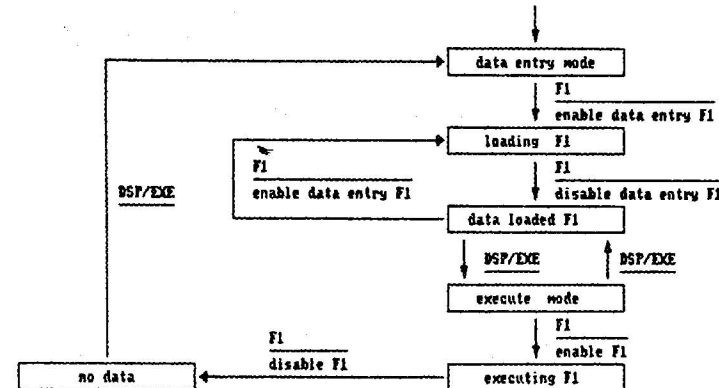 data entry mode
F1
enable data entry F1
loading F1
F1
enable data entry F1
F1
disable data entry F1
DSP/EXE
data loaded F1
DSP/EXE
DSP/EXE
execute mode
F1
enable F1
F1
disable F1
no data
executing F1